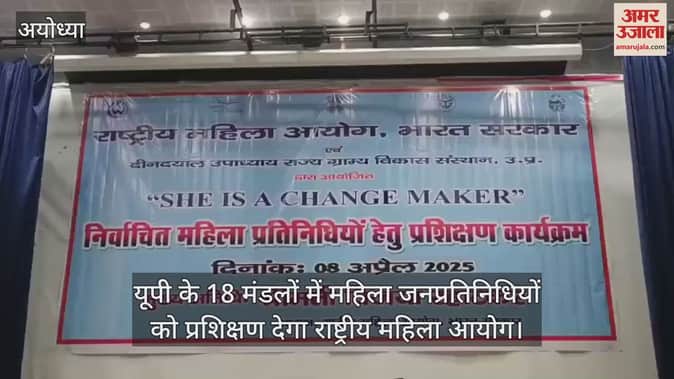 अयोध्या
अमर
उजाला
amarujala.com
राष्ट्रीय महिला आयोग, भारत सरकार
एवं
दीनदयाल उपाध्याय राज्य ग्राम्य विकास संस्थान, उ.प्र.
द्वारा आयोजित
"SHE IS A CHANGE MAKER"
निर्वाचित महिला प्रतिनिधियों हेतु प्रशिक्षण कार्यक्रम
दिनांक: 08 अप्रैल 2025
यूपी के 18 मंडलों में महिला जनप्रतिनिधियों
को प्रशिक्षण देगा राष्ट्रीय महिला आयोग।